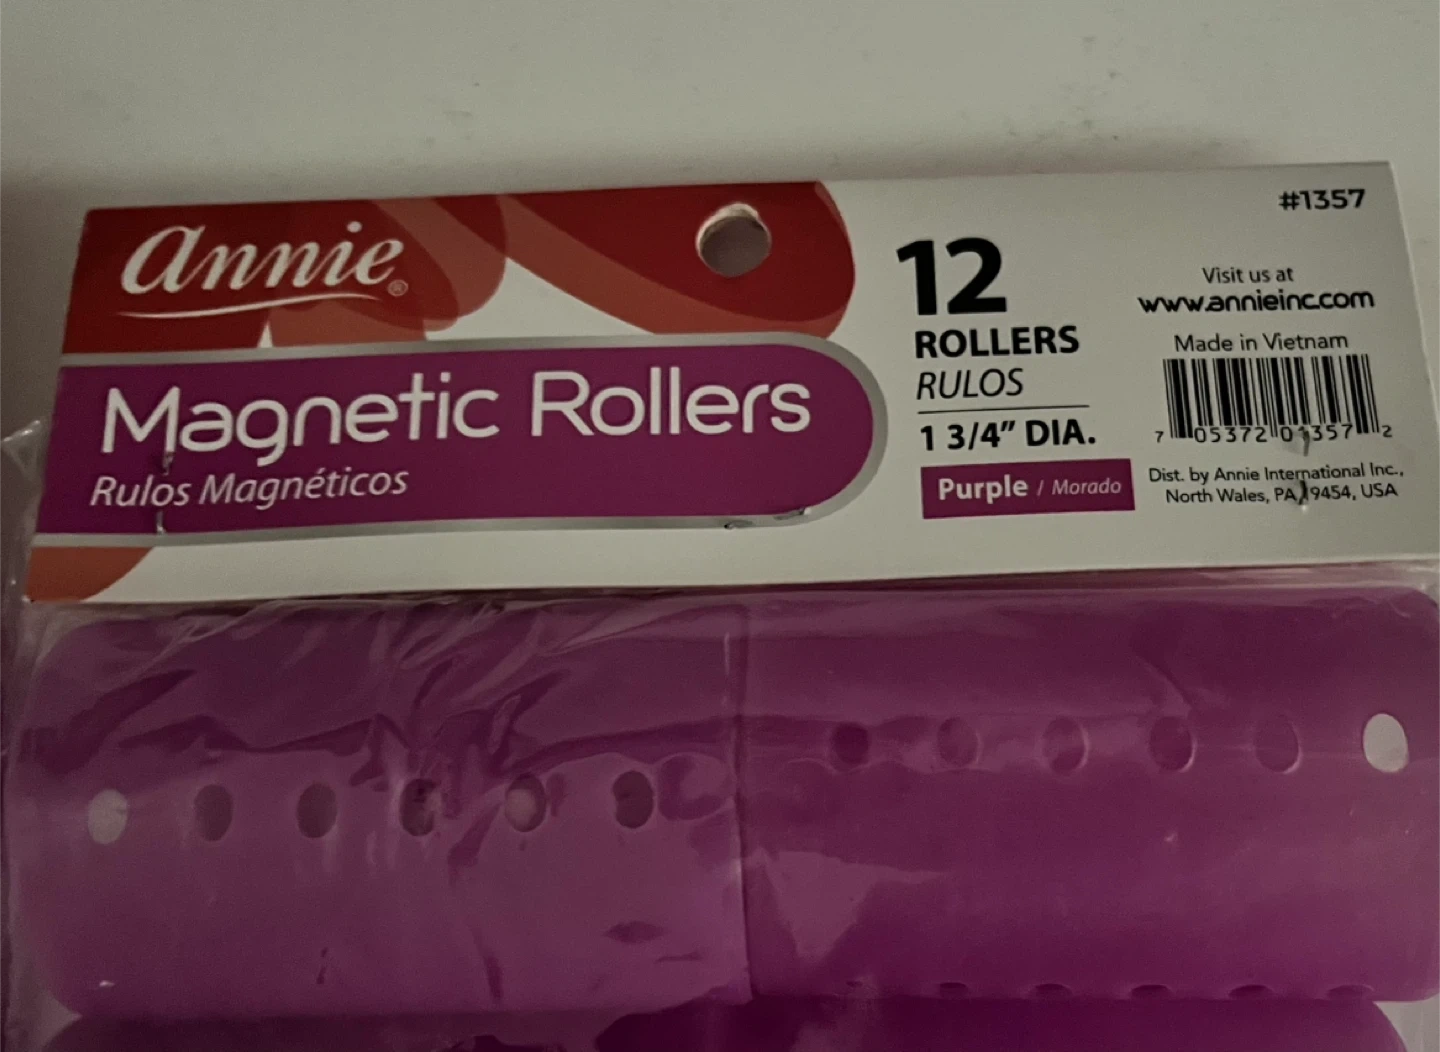 annie®
Magnetic Rollers
Rulos Magnéticos
12
ROLLERS
RULOS
1 3/4" DIA.
Purple / Morado
#1357
Visit us at
www.annieinc.com
Made in Vietnam
7 05372 01357 2
Dist. by Annie International Inc.,
North Wales, PA 19454, USA